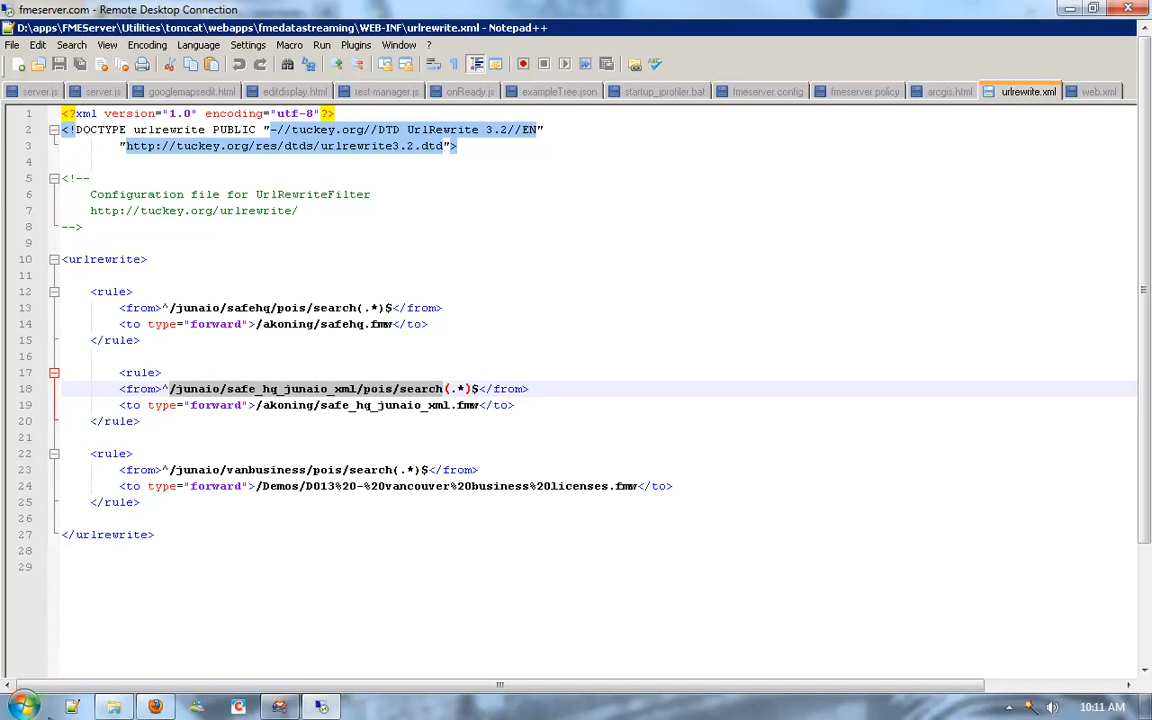 fmeserver.com - Remote Desktop Connection
D:\apps\FMEServer\Utilities\tomcat\webapps\fmedatastreaming\WEB-INF\urlrewrite.xml - Notepad++
File Edit Search View Encoding Language Settings Macro Run Plugins Window ?
server.js server.js googlemapsedit.html editdisplay.html rest-manager.js onReady.js exampleTree.json startup_iprofiler.bat fmeserver.config fmeserver.policy arcgis.html urlrewrite.xml web.xml
1 <?xml version="1.0" encoding="utf-8"?>
2 <!DOCTYPE urlrewrite PUBLIC "-//tuckey.org//DTD UrlRewrite 3.2//EN"
3 "http://tuckey.org/res/dtds/urlrewrite3.2.dtd">
4
5 <!--
6 Configuration file for UrlRewriteFilter
7 http://tuckey.org/urlrewrite/
8 -->
9
10 <urlrewrite>
11
12 <rule>
13 <from>^/junaio/safehq/pois/search(.*)$</from>
14 <to type="forward">/akoning/safehq.fmw</to>
15 </rule>
16
17 <rule>
18 <from>^/junaio/safe_hq_junaio_xml/pois/search(.*)$</from>
19 <to type="forward">/akoning/safe_hq_junaio_xml.fmw</to>
20 </rule>
21
22 <rule>
23 <from>^/junaio/vanbusiness/pois/search(.*)$</from>
24 <to type="forward">/Demos/D013%20-%20vancouver%20business%20licenses.fmw</to>
25 </rule>
26
27 </urlrewrite>
28
29
10:11 AM